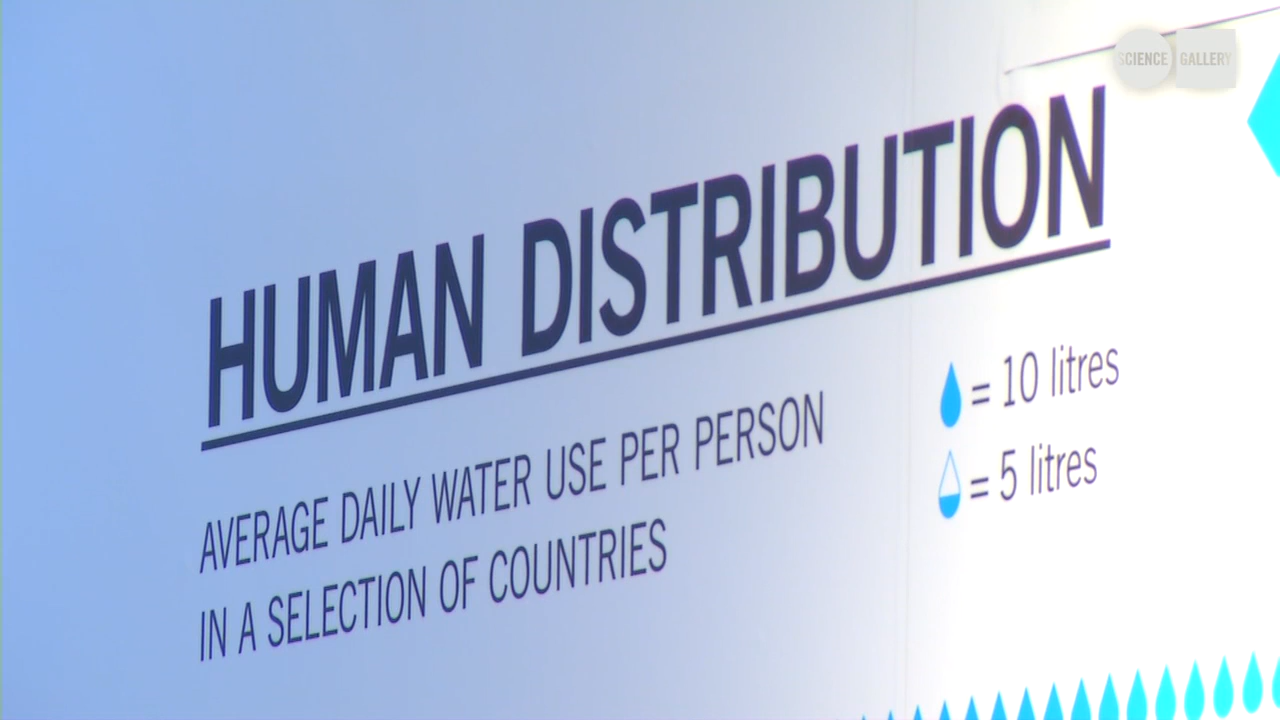 SCIENCE GALLERY
HUMAN DISTRIBUTION
= 10 litres
= 5 litres
AVERAGE DAILY WATER USE PER PERSON
IN A SELECTION OF COUNTRIES